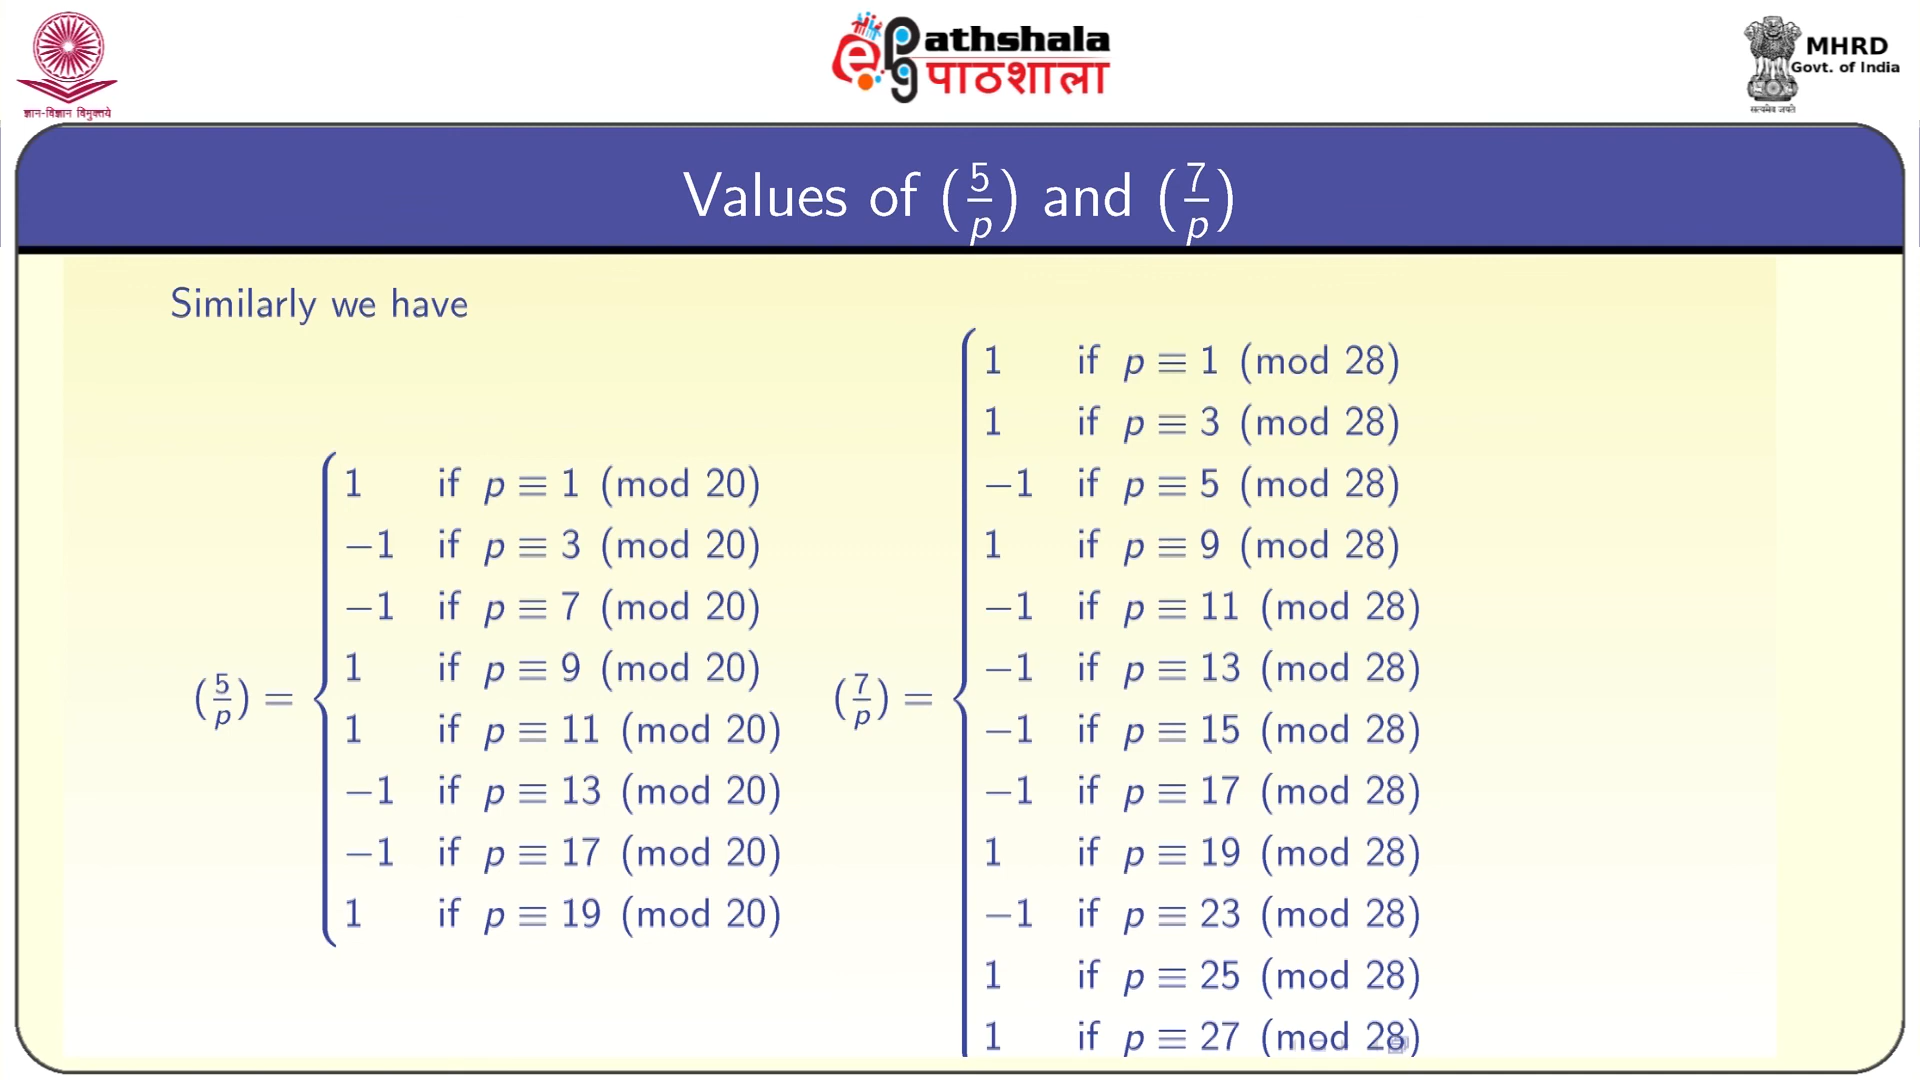 ज्ञान-विज्ञान विमुक्तये
ePg Pathshala
पाठशाला
MHRD
Govt. of India
सत्यमेव जयते
Values of (5/p) and (7/p)
Similarly we have
(5/p) = {
1 if p ≡ 1 (mod 20)
−1 if p ≡ 3 (mod 20)
−1 if p ≡ 7 (mod 20)
1 if p ≡ 9 (mod 20)
1 if p ≡ 11 (mod 20)
−1 if p ≡ 13 (mod 20)
−1 if p ≡ 17 (mod 20)
1 if p ≡ 19 (mod 20)
(7/p) = {
1 if p ≡ 1 (mod 28)
1 if p ≡ 3 (mod 28)
−1 if p ≡ 5 (mod 28)
1 if p ≡ 9 (mod 28)
−1 if p ≡ 11 (mod 28)
−1 if p ≡ 13 (mod 28)
−1 if p ≡ 15 (mod 28)
−1 if p ≡ 17 (mod 28)
1 if p ≡ 19 (mod 28)
−1 if p ≡ 23 (mod 28)
1 if p ≡ 25 (mod 28)
1 if p ≡ 27 (mod 28)